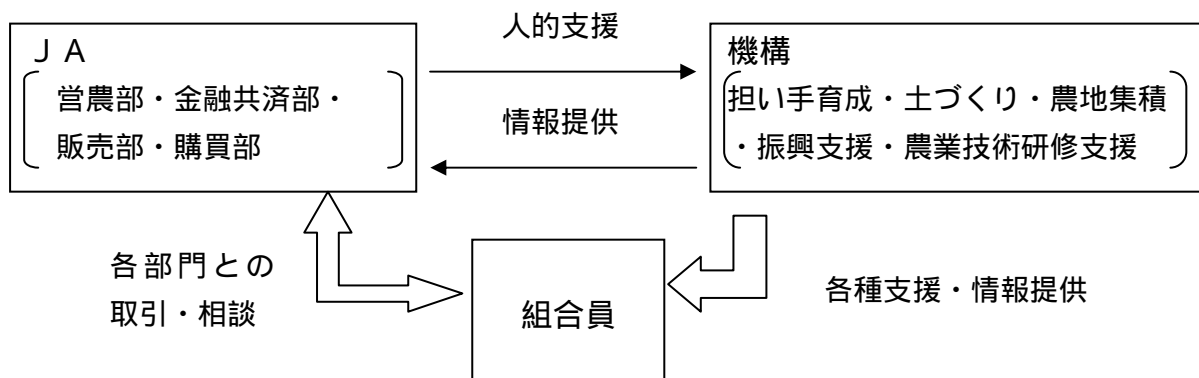 人的支援
ＪＡ
営農部・金融共済部・
販売部・購買部
情報提供
機構
担い手育成・土づくり・農地集積
・振興支援・農業技術研修支援
各部門との
取引・相談
組合員
各種支援・情報提供